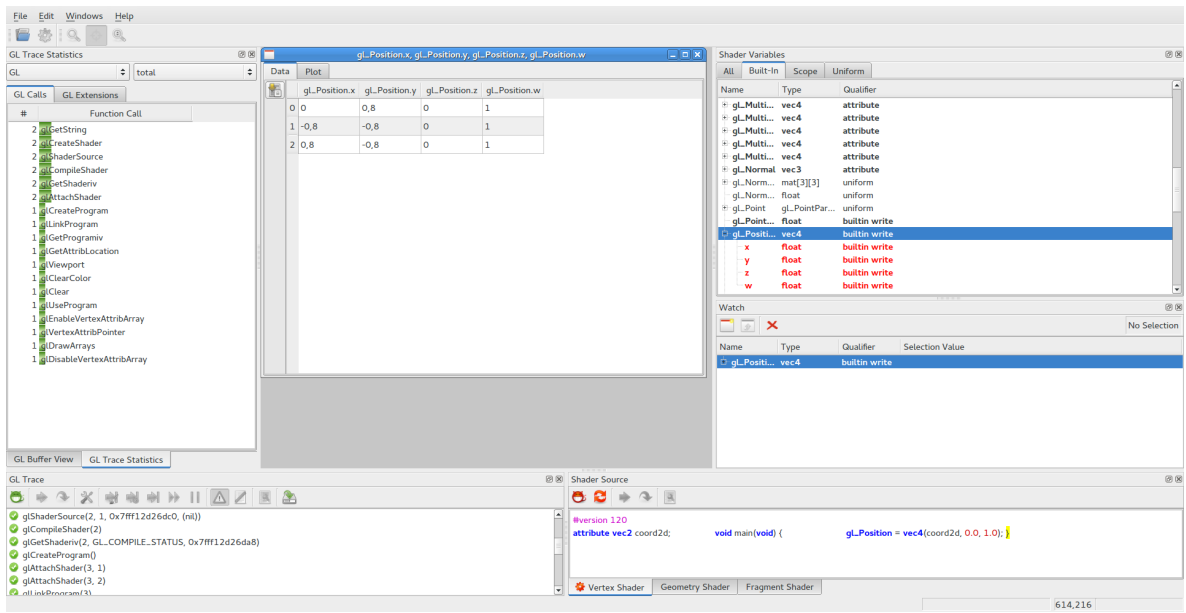 File Edit Windows Help
GL Trace Statistics
GL total
GL Calls GL Extensions
# Function Call
2 glGetString
2 glCreateShader
2 glShaderSource
2 glCompileShader
2 glGetShaderiv
2 glAttachShader
1 glCreateProgram
1 glLinkProgram
1 glGetProgramiv
1 glGetAttribLocation
1 glViewport
1 glClearColor
1 glClear
1 glUseProgram
1 glEnableVertexAttribArray
1 glVertexAttribPointer
1 glDrawArrays
1 glDisableVertexAttribArray
GL Buffer View GL Trace Statistics
gl_Position.x, gl_Position.y, gl_Position.z, gl_Position.w
Data Plot
gl_Position.x gl_Position.y gl_Position.z gl_Position.w
0 0 0,8 0 1
1 -0,8 -0,8 0 1
2 0,8 -0,8 0 1
Shader Variables
All Built-In Scope Uniform
Name Type Qualifier
gl_Multi... vec4 attribute
gl_Multi... vec4 attribute
gl_Multi... vec4 attribute
gl_Multi... vec4 attribute
gl_Multi... vec4 attribute
gl_Normal vec3 attribute
gl_Norm... mat[3][3] uniform
gl_Norm... float uniform
gl_Point gl_PointPar... uniform
gl_Point... float builtin write
gl_Positi... vec4 builtin write
x float builtin write
y float builtin write
z float builtin write
w float builtin write
Watch
No Selection
Name Type Qualifier Selection Value
gl_Positi... vec4 builtin write
GL Trace
glShaderSource(2, 1, 0x7fff12d26dc0, (nil))
glCompileShader(2)
glGetShaderiv(2, GL_COMPILE_STATUS, 0x7fff12d26da8)
glCreateProgram()
glAttachShader(3, 1)
glAttachShader(3, 2)
glLinkProgram(3)
Shader Source
#version 120
attribute vec2 coord2d; void main(void) { gl_Position = vec4(coord2d, 0.0, 1.0); }
Vertex Shader Geometry Shader Fragment Shader
614,216